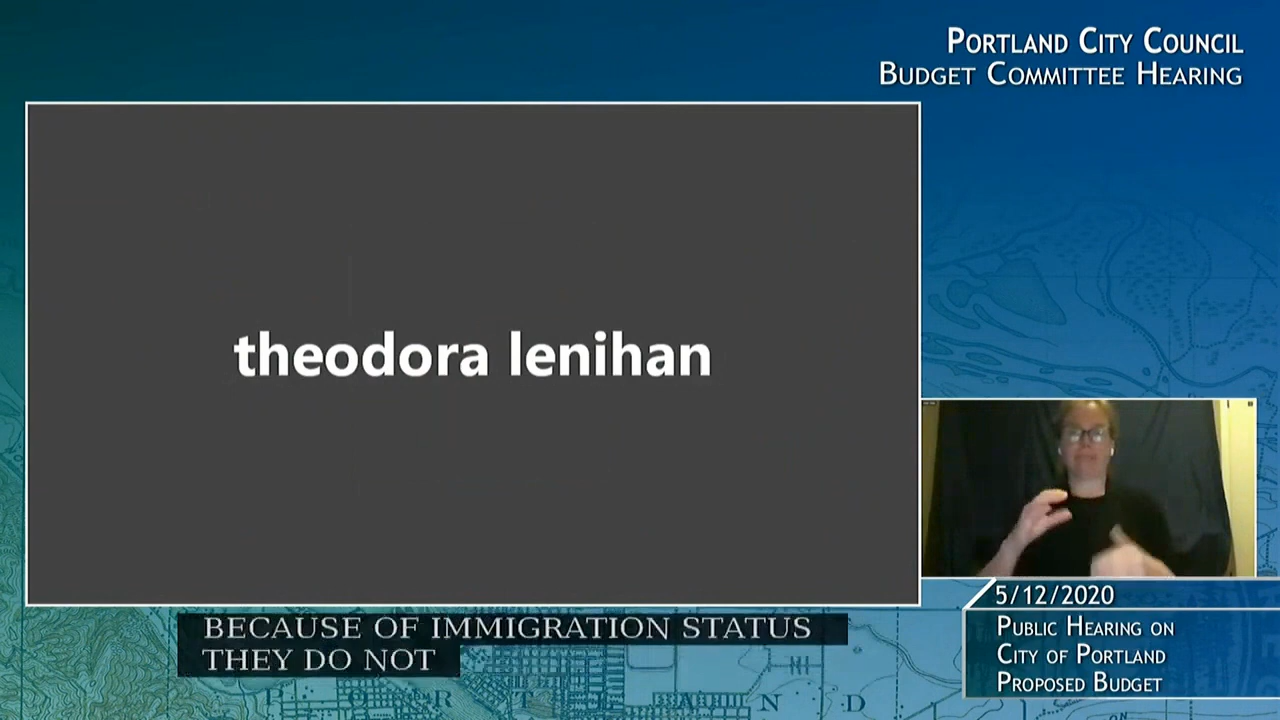 PORTLAND CITY COUNCIL
BUDGET COMMITTEE HEARING
theodora lenihan
5/12/2020
PUBLIC HEARING ON
CITY OF PORTLAND
PROPOSED BUDGET
BECAUSE OF IMMIGRATION STATUS
THEY DO NOT
P O R T L A N D